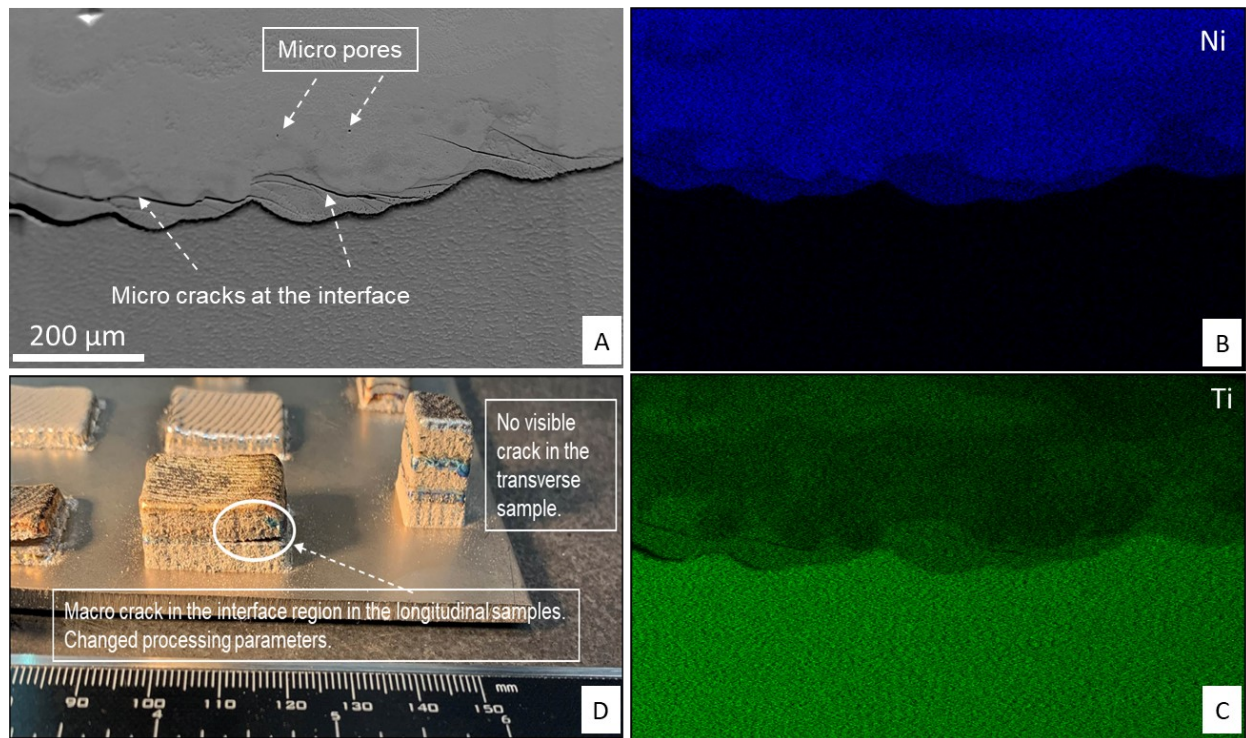 Micro pores
Micro cracks at the interface
200 µm
A
Ni
B
No visible
crack in the
transverse
sample.
Macro crack in the interface region in the longitudinal samples.
Changed processing parameters.
90 100 110 120 130 140 150 mm
4 5 6
D
Ti
C